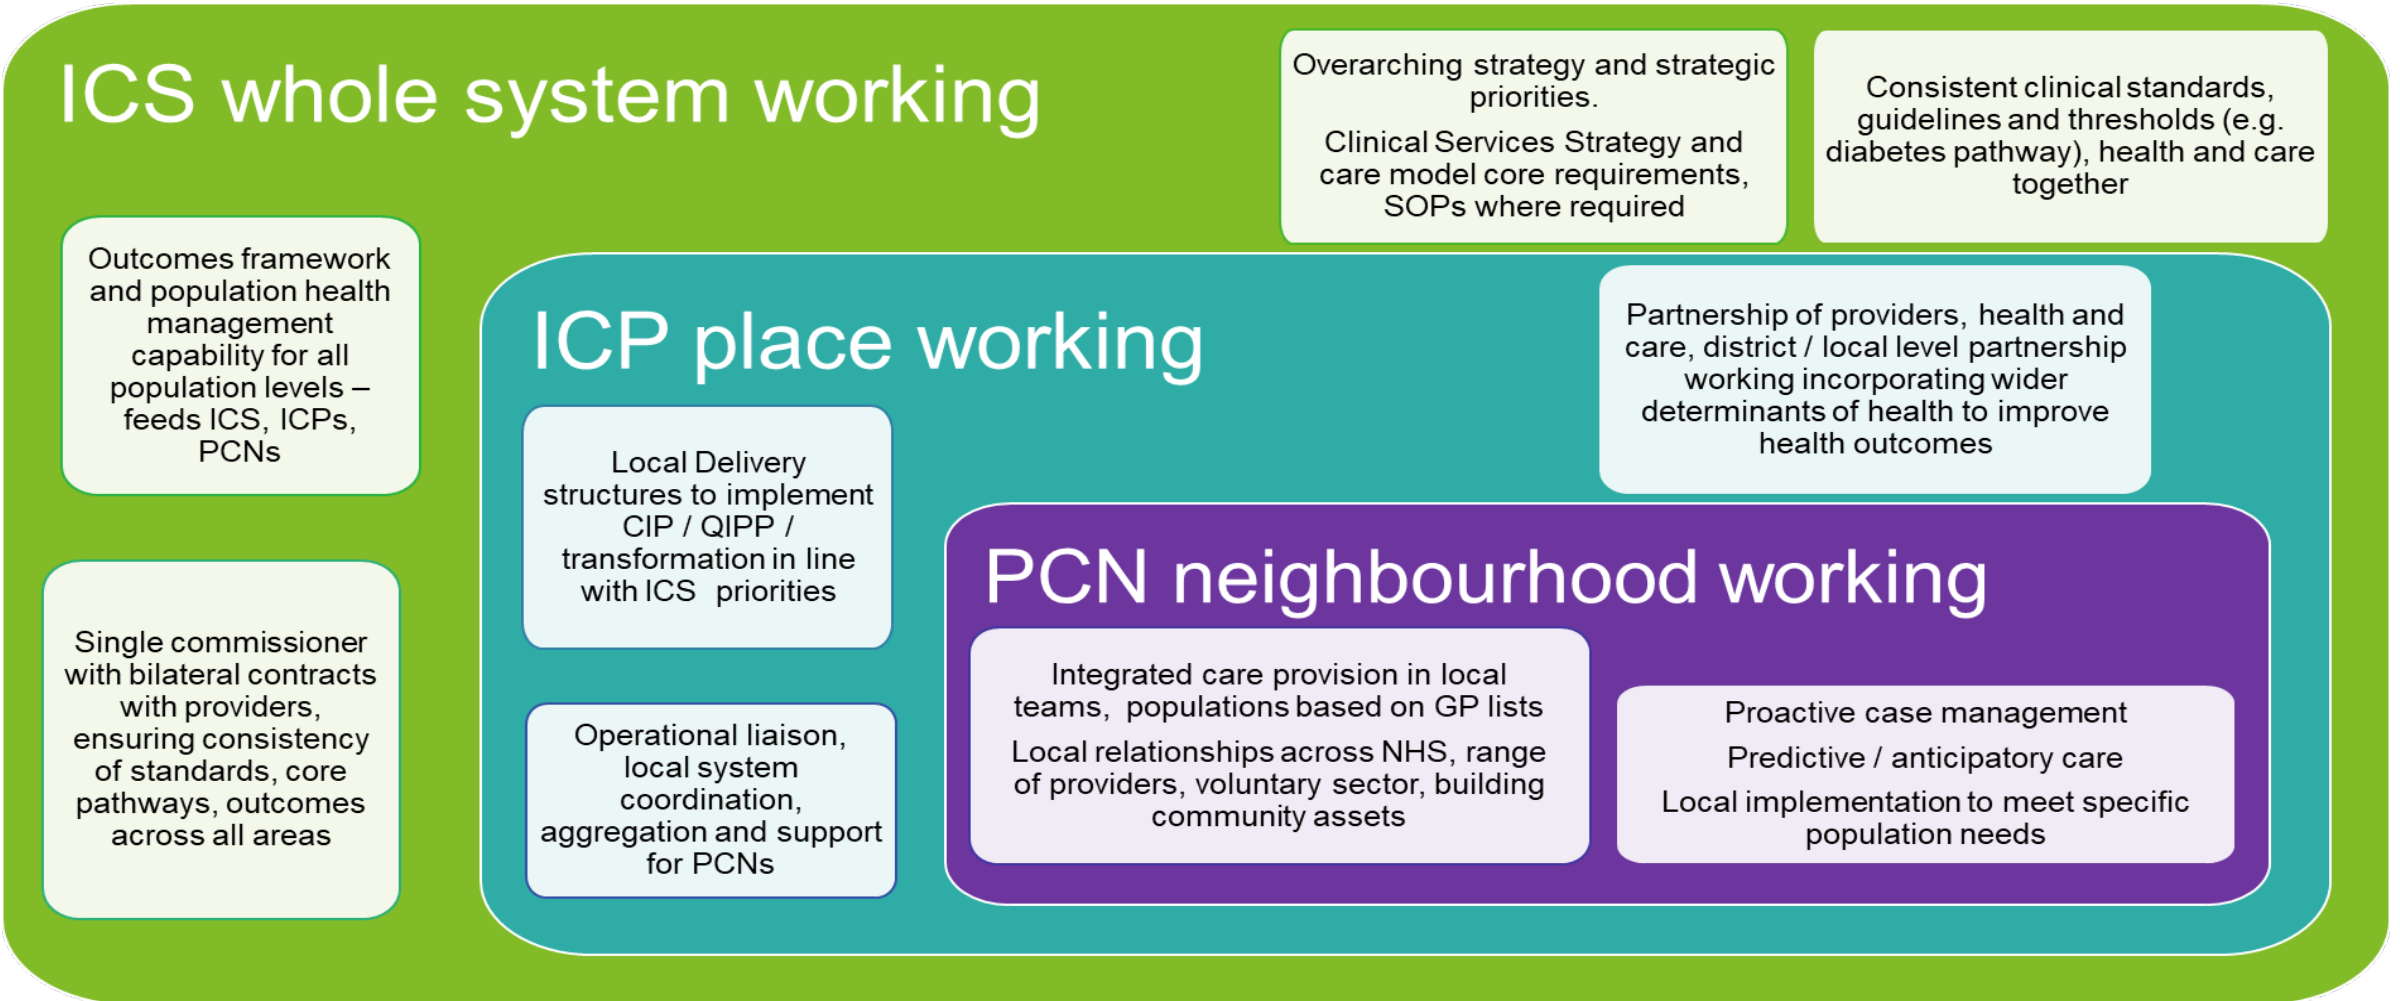 ICS whole system working
Overarching strategy and strategic
priorities.
Clinical Services Strategy and
care model core requirements,
SOPs where required
Consistent clinical standards,
guidelines and thresholds (e.g.
diabetes pathway), health and care
together
Outcomes framework
and population health
management
capability for all
population levels –
feeds ICS, ICPs,
PCNs
Single commissioner
with bilateral contracts
with providers,
ensuring consistency
of standards, core
pathways, outcomes
across all areas
ICP place working
Partnership of providers, health and
care, district / local level partnership
working incorporating wider
determinants of health to improve
health outcomes
Local Delivery
structures to implement
CIP / QIPP /
transformation in line
with ICS priorities
Operational liaison,
local system
coordination,
aggregation and support
for PCNs
PCN neighbourhood working
Integrated care provision in local
teams, populations based on GP lists
Local relationships across NHS, range
of providers, voluntary sector, building
community assets
Proactive case management
Predictive / anticipatory care
Local implementation to meet specific
population needs